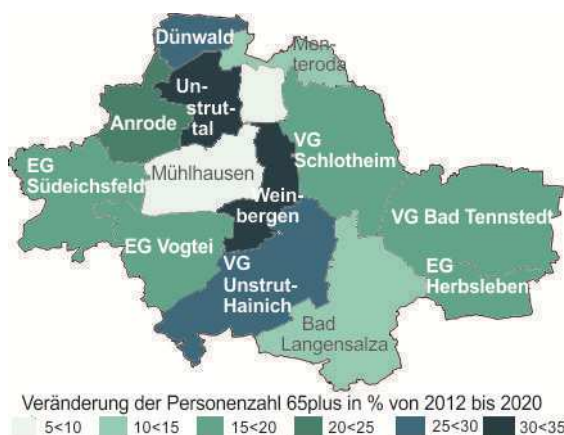 Dünwald
Mon-
teroda
Un-
strut-
tal
Anrode
VG
Schlotheim
EG
Südeichsfeld
Mühlhausen
Wein-
bergen
VG Bad Tennstedt
EG Vogtei
VG
Unstrut-
Hainich
EG
Herbsleben
Bad
Langensalza
Veränderung der Personenzahl 65plus in % von 2012 bis 2020
5<10 10<15 15<20 20<25 25<30 30<35